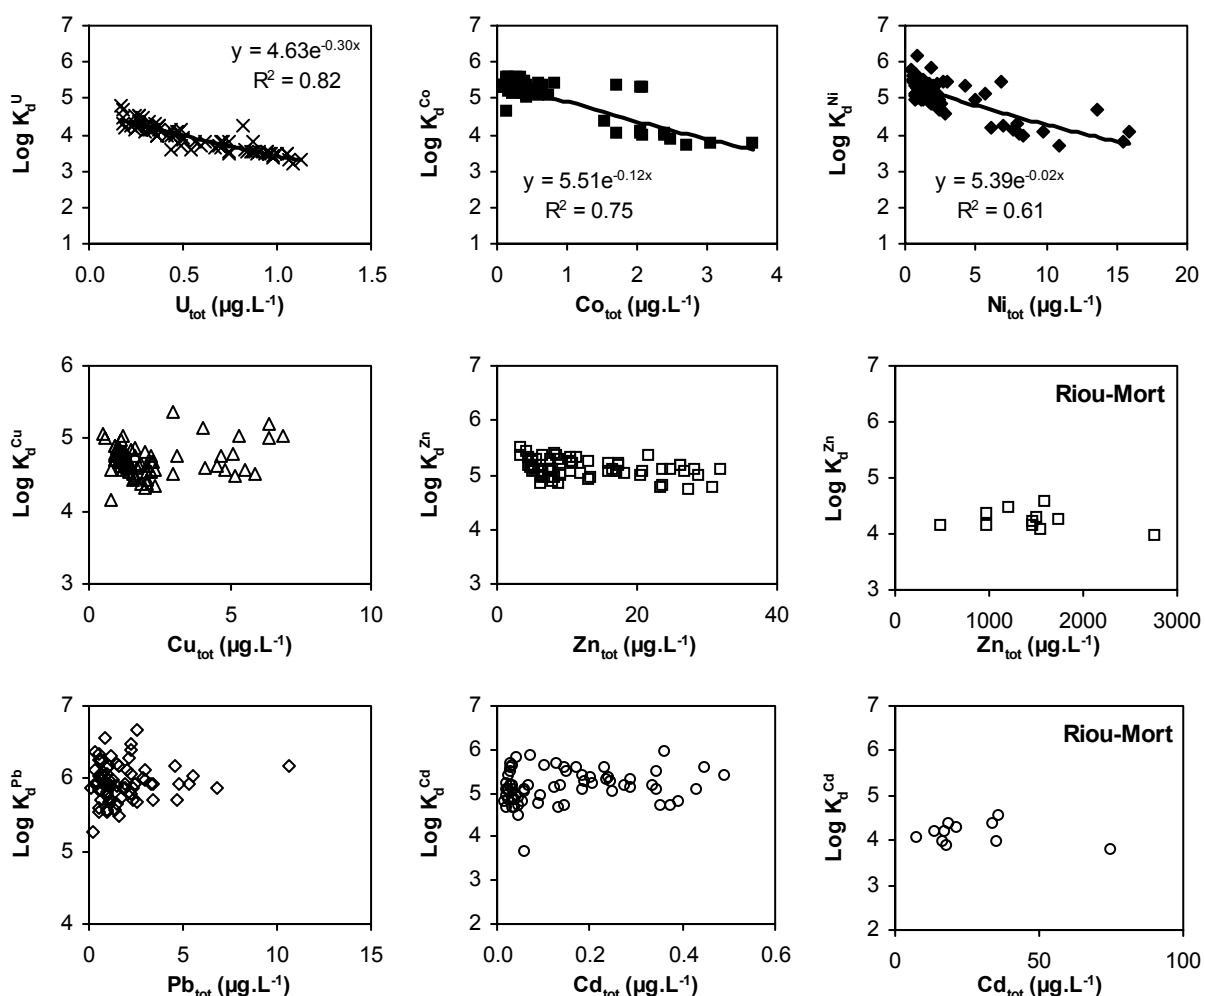 7
6
5
4
3
2
1
Log K_d^U
y = 4.63e^-0.30x
R² = 0.82
0.0 0.5 1.0 1.5
U_tot (µg.L⁻¹)
7
6
5
4
3
2
1
Log K_d^Co
y = 5.51e^-0.12x
R² = 0.75
0 1 2 3 4
Co_tot (µg.L⁻¹)
7
6
5
4
3
2
1
Log K_d^Ni
y = 5.39e^-0.02x
R² = 0.61
0 5 10 15 20
Ni_tot (µg.L⁻¹)
6
5
4
3
Log K_d^Cu
0 5 10
Cu_tot (µg.L⁻¹)
7
6
5
4
3
Log K_d^Zn
0 20 40
Zn_tot (µg.L⁻¹)
7
6
5
4
3
Log K_d^Zn
Riou-Mort
0 1000 2000 3000
Zn_tot (µg.L⁻¹)
7
6
5
4
Log K_d^Pb
0 5 10 15
Pb_tot (µg.L⁻¹)
7
6
5
4
3
2
Log K_d^Cd
0.0 0.2 0.4 0.6
Cd_tot (µg.L⁻¹)
7
6
5
4
3
2
Log K_d^Cd
Riou-Mort
0 50 100
Cd_tot (µg.L⁻¹)